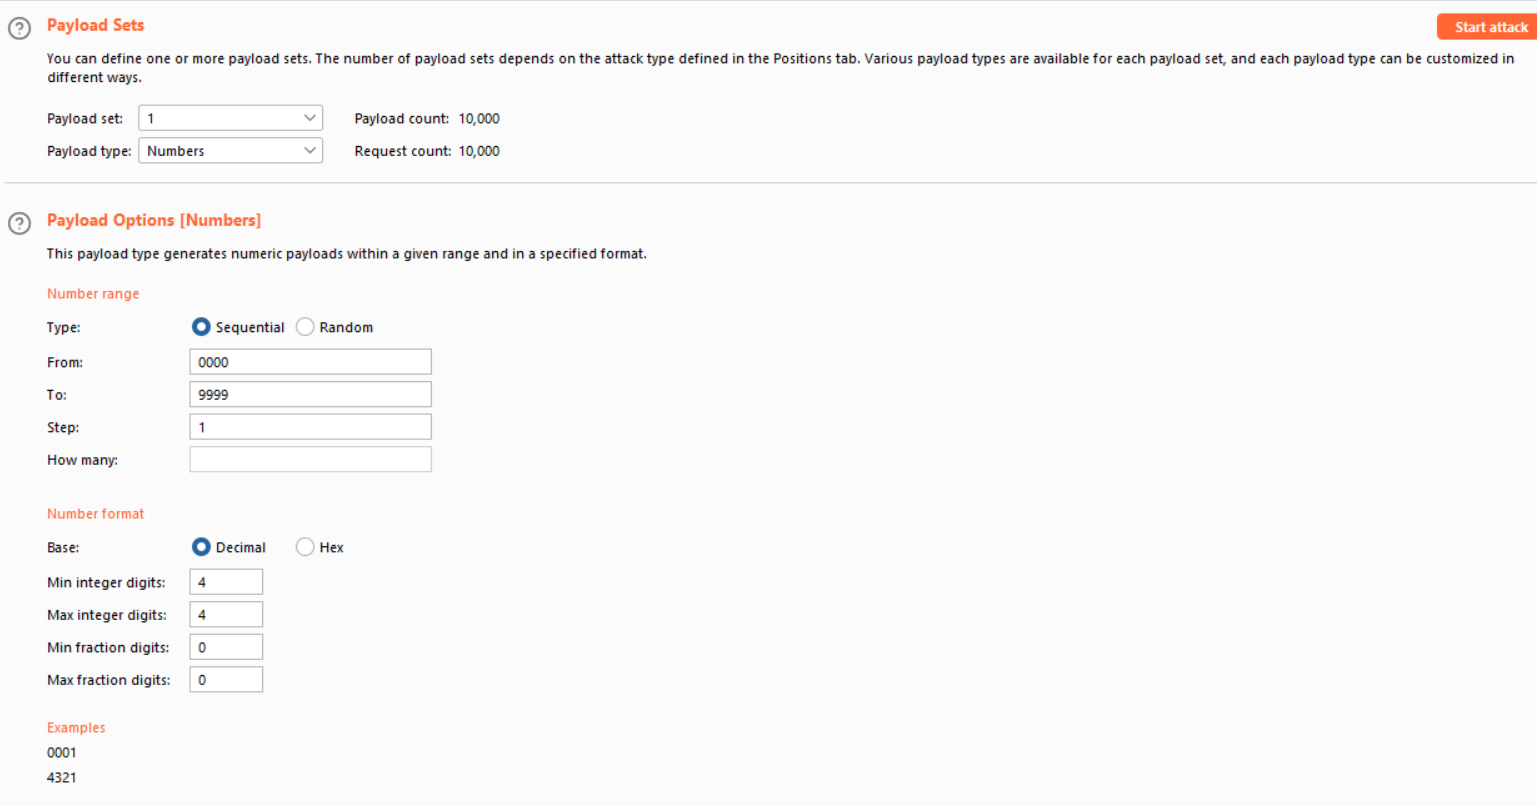 Payload Sets
Start attack
You can define one or more payload sets. The number of payload sets depends on the attack type defined in the Positions tab. Various payload types are available for each payload set, and each payload type can be customized in
different ways.
Payload set: 1 Payload count: 10,000
Payload type: Numbers Request count: 10,000
Payload Options [Numbers]
This payload type generates numeric payloads within a given range and in a specified format.
Number range
Type: Sequential Random
From: 0000
To: 9999
Step: 1
How many:
Number format
Base: Decimal Hex
Min integer digits: 4
Max integer digits: 4
Min fraction digits: 0
Max fraction digits: 0
Examples
0001
4321